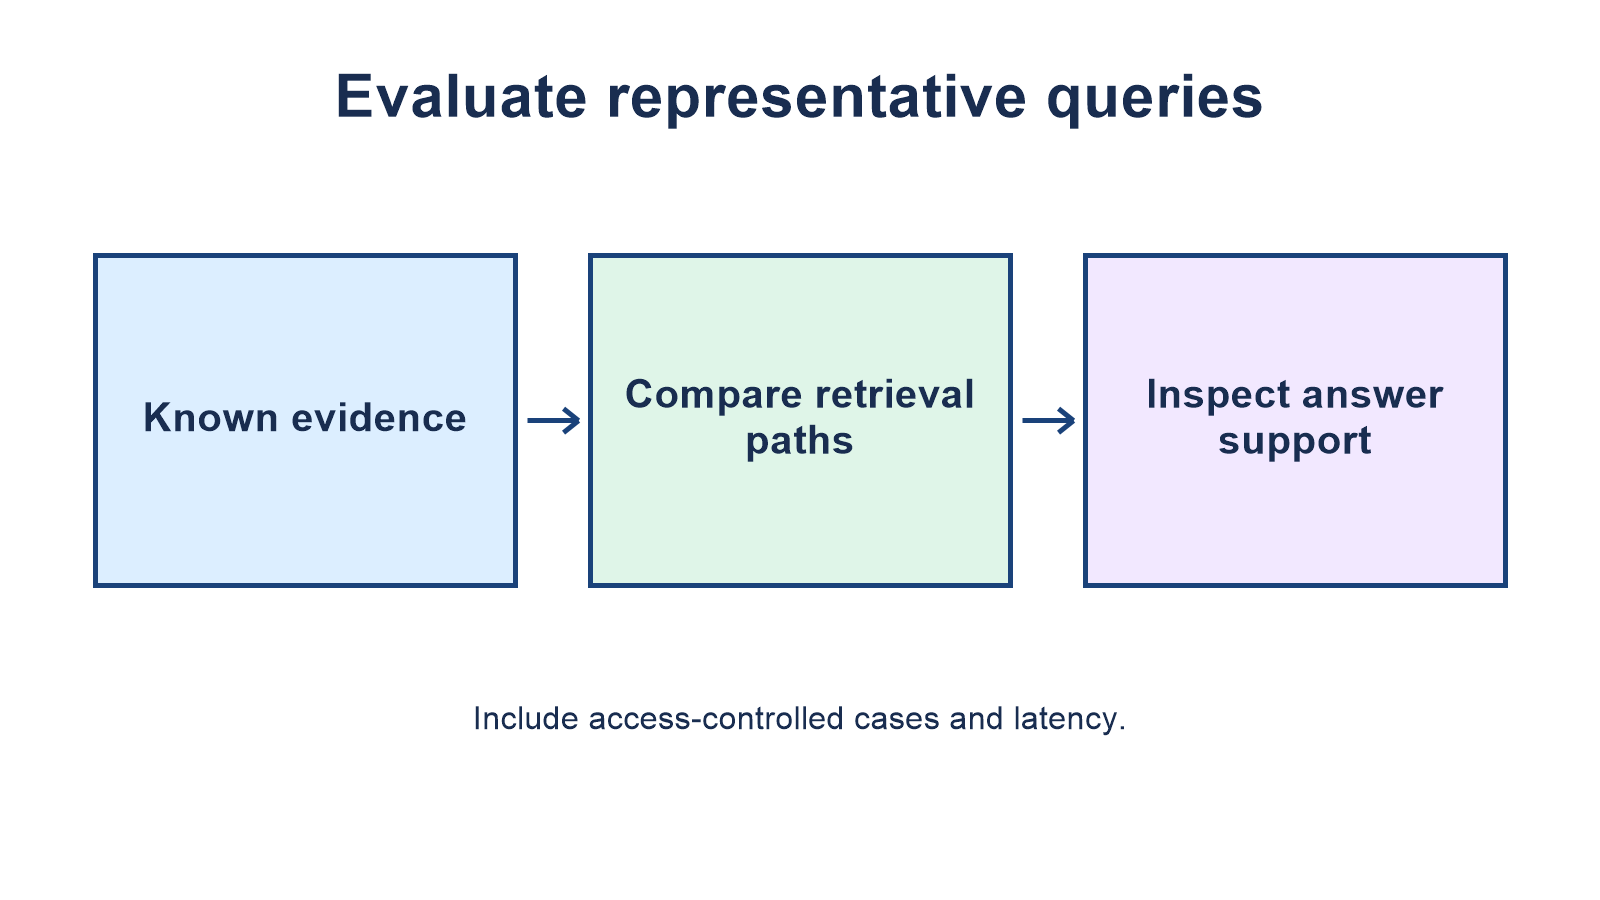 Evaluate representative queries
Known evidence
Compare retrieval
paths
Inspect answer
support
Include access-controlled cases and latency.